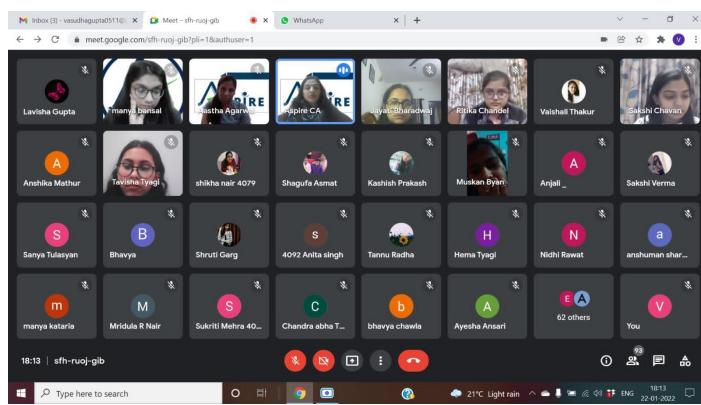 Inbox (3) - vasudhagupta0511@
Meet – sfh-ruoj-gib
WhatsApp
meet.google.com/sfh-ruoj-gib?pli=1&authuser=1
V
Lavisha Gupta
manya bansal
Aastha Agarwal
Aspire CA
Jayati Bharadwaj
Ritika Chandel
Vaishali Thakur
Sakshi Chavan
A
Anshika Mathur
Tavisha Tyagi
shikha nair 4079
Shagufa Asmat
Kashish Prakash
Muskan Byan
A
Anjali _
Sakshi Verma
S
Sanya Tulasyan
B
Bhavya
Shruti Garg
s
4092 Anita singh
Tannu Radha
H
Hema Tyagi
N
Nidhi Rawat
a
anshuman shar...
m
manya kataria
M
Mridula R Nair
S
Sukriti Mehra 40...
C
Chandra abha T...
b
bhavya chawla
A
Ayesha Ansari
E A
62 others
V
You
18:13 | sfh-ruoj-gib
93
Type here to search
21°C Light rain
ENG
18:13
22-01-2022